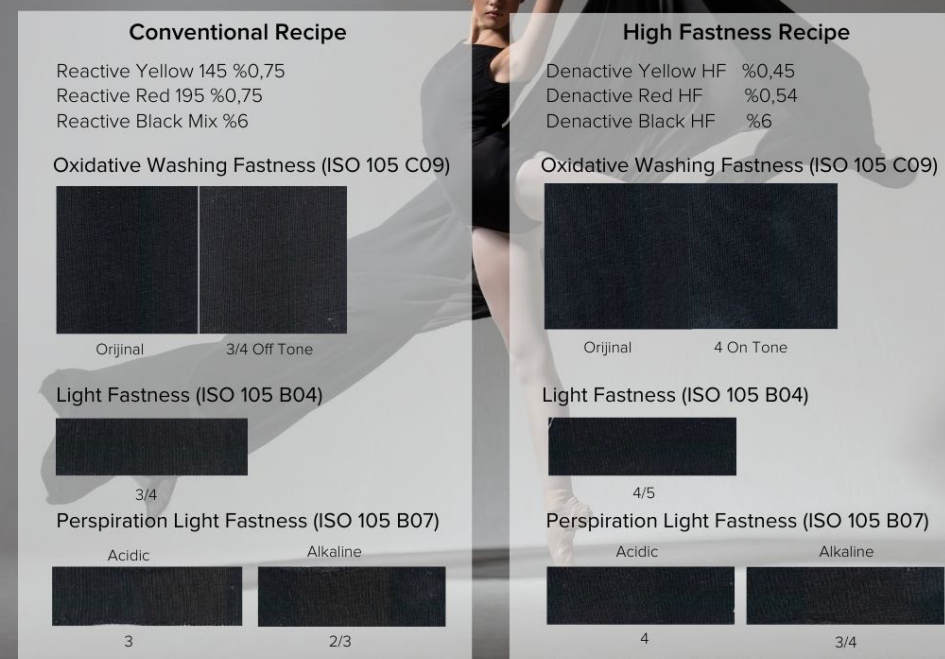 Conventional Recipe
Reactive Yellow 145 %0,75
Reactive Red 195 %0,75
Reactive Black Mix %6
Oxidative Washing Fastness (ISO 105 C09)
Orijinal 3/4 Off Tone
Light Fastness (ISO 105 B04)
3/4
Perspiration Light Fastness (ISO 105 B07)
Acidic Alkaline
3 2/3
High Fastness Recipe
Denactive Yellow HF %0,45
Denactive Red HF %0,54
Denactive Black HF %6
Oxidative Washing Fastness (ISO 105 C09)
Orijinal 4 On Tone
Light Fastness (ISO 105 B04)
4/5
Perspiration Light Fastness (ISO 105 B07)
Acidic Alkaline
4 3/4